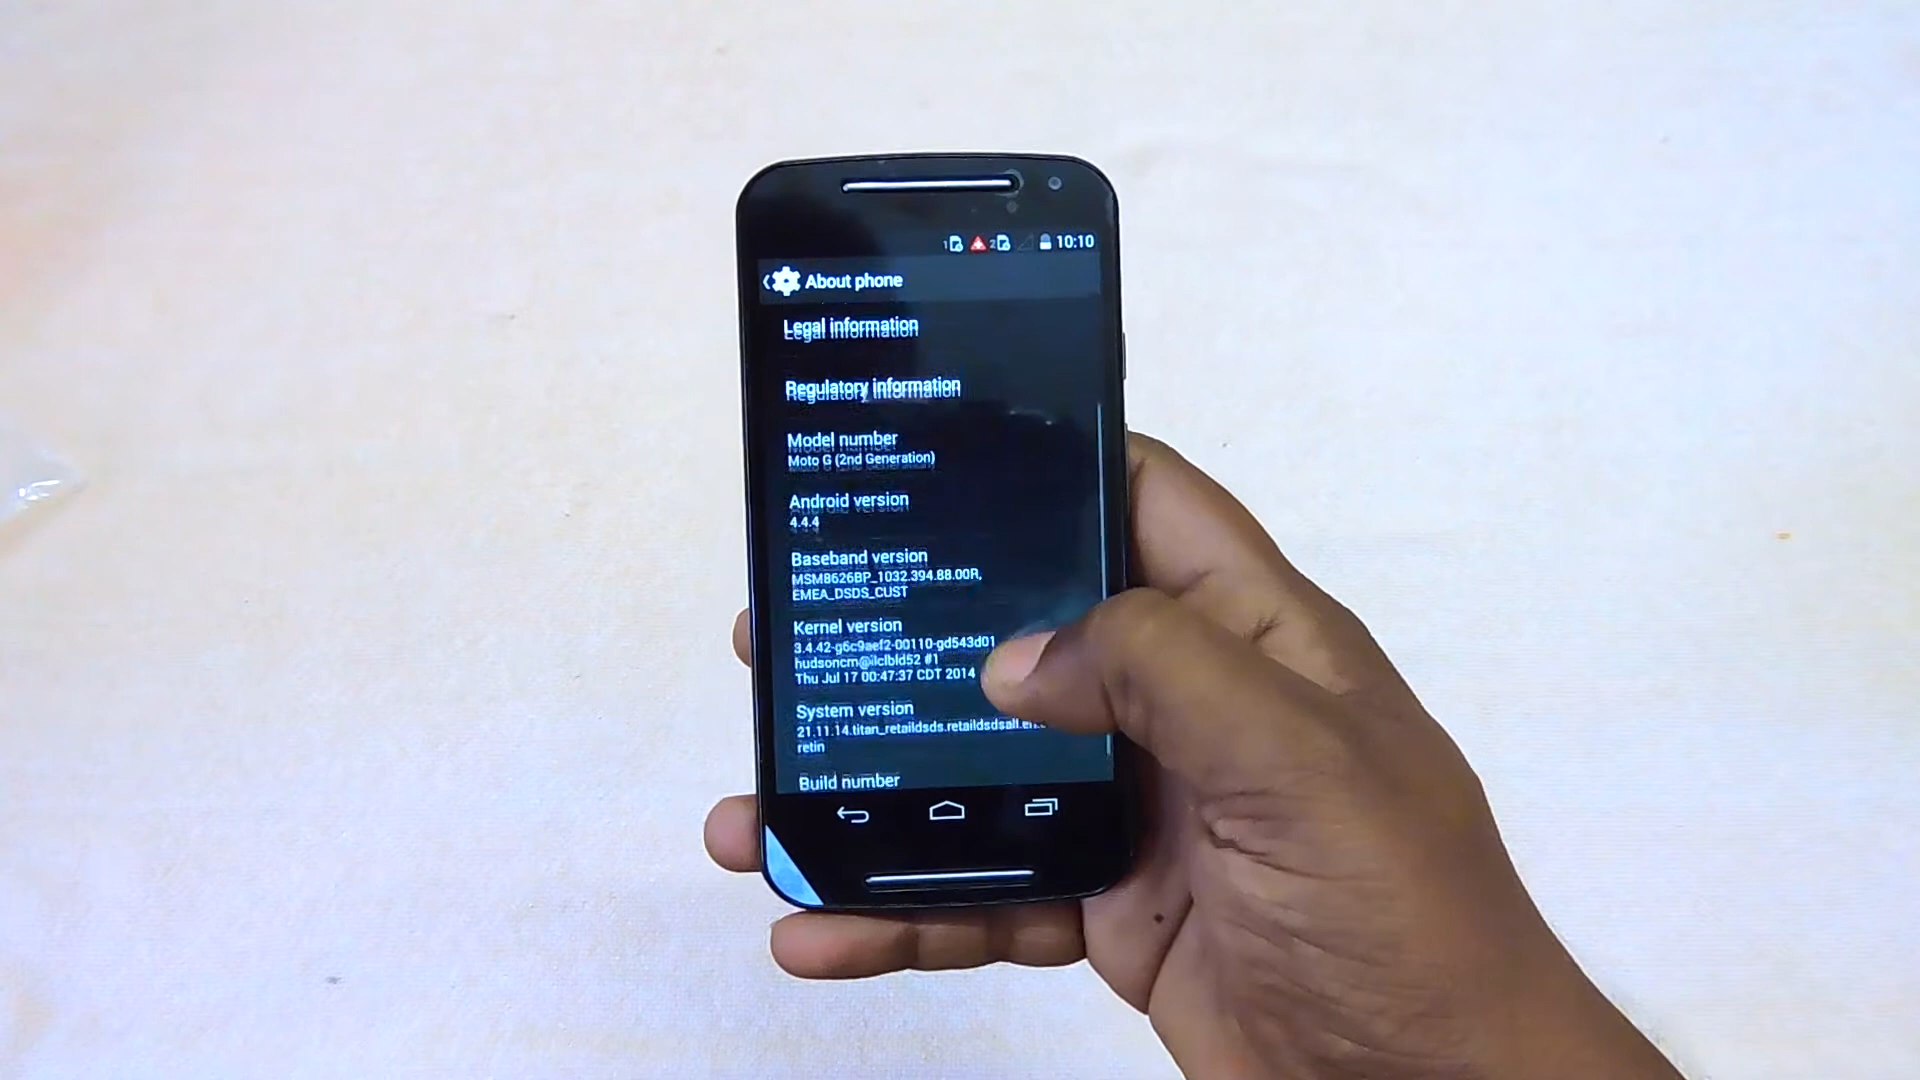 1 2 10:10
About phone
Legal information
Regulatory information
Model number
Moto G (2nd Generation)
Android version
4.4.4
Baseband version
MSM8626BP_1032.394.88.00R,
EMEA_DSDS_CUST
Kernel version
3.4.42-g6c9aef2-00110-gd543d01
hudsoncm@ilclbld52 #1
Thu Jul 17 00:47:37 CDT 2014
System version
21.11.14.titan_retaildsds.retaildsdsall.en.
retin
Build number